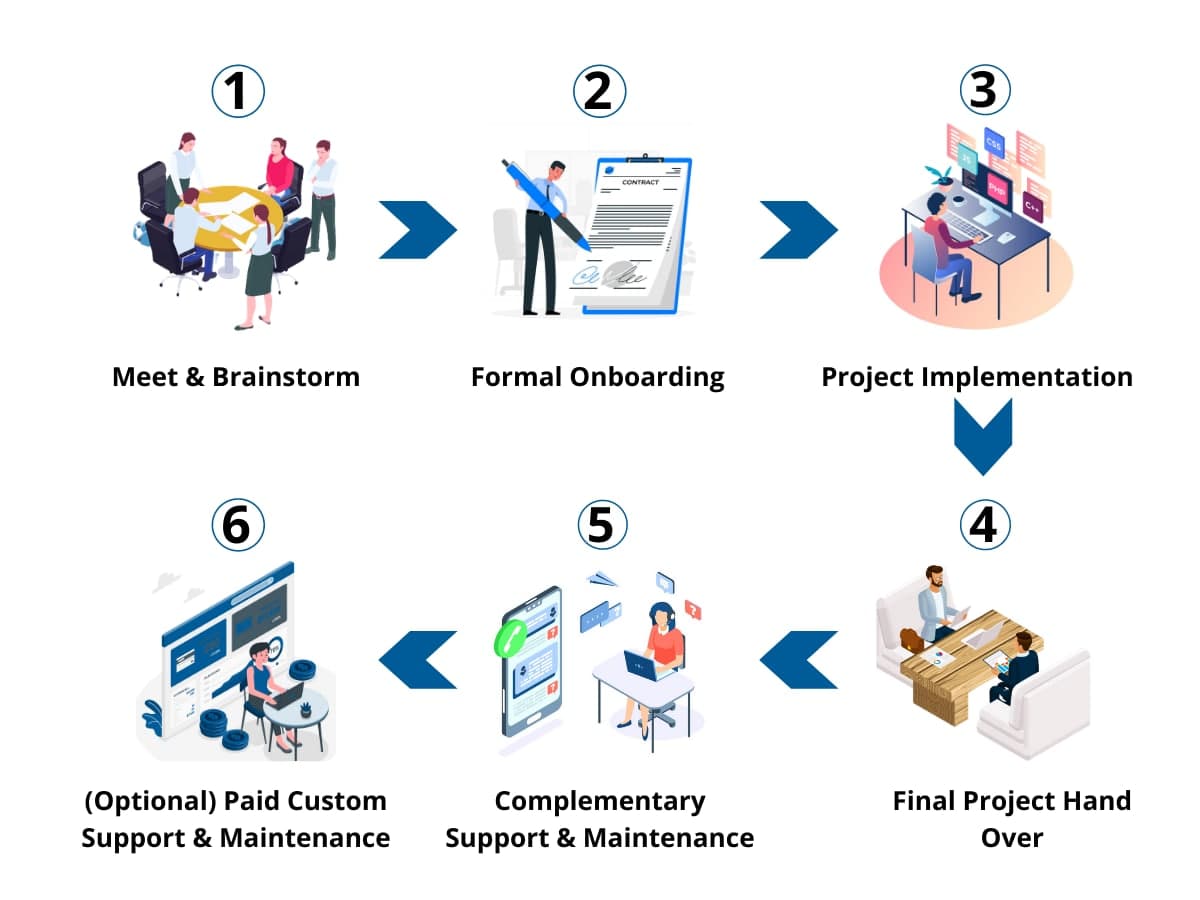 1
2
3
CONTRACT
CSS
JS
PHP
C++
Meet & Brainstorm
Formal Onboarding
Project Implementation
6
5
4
?
?
?
(Optional) Paid Custom
Support & Maintenance
Complementary
Support & Maintenance
Final Project Hand
Over